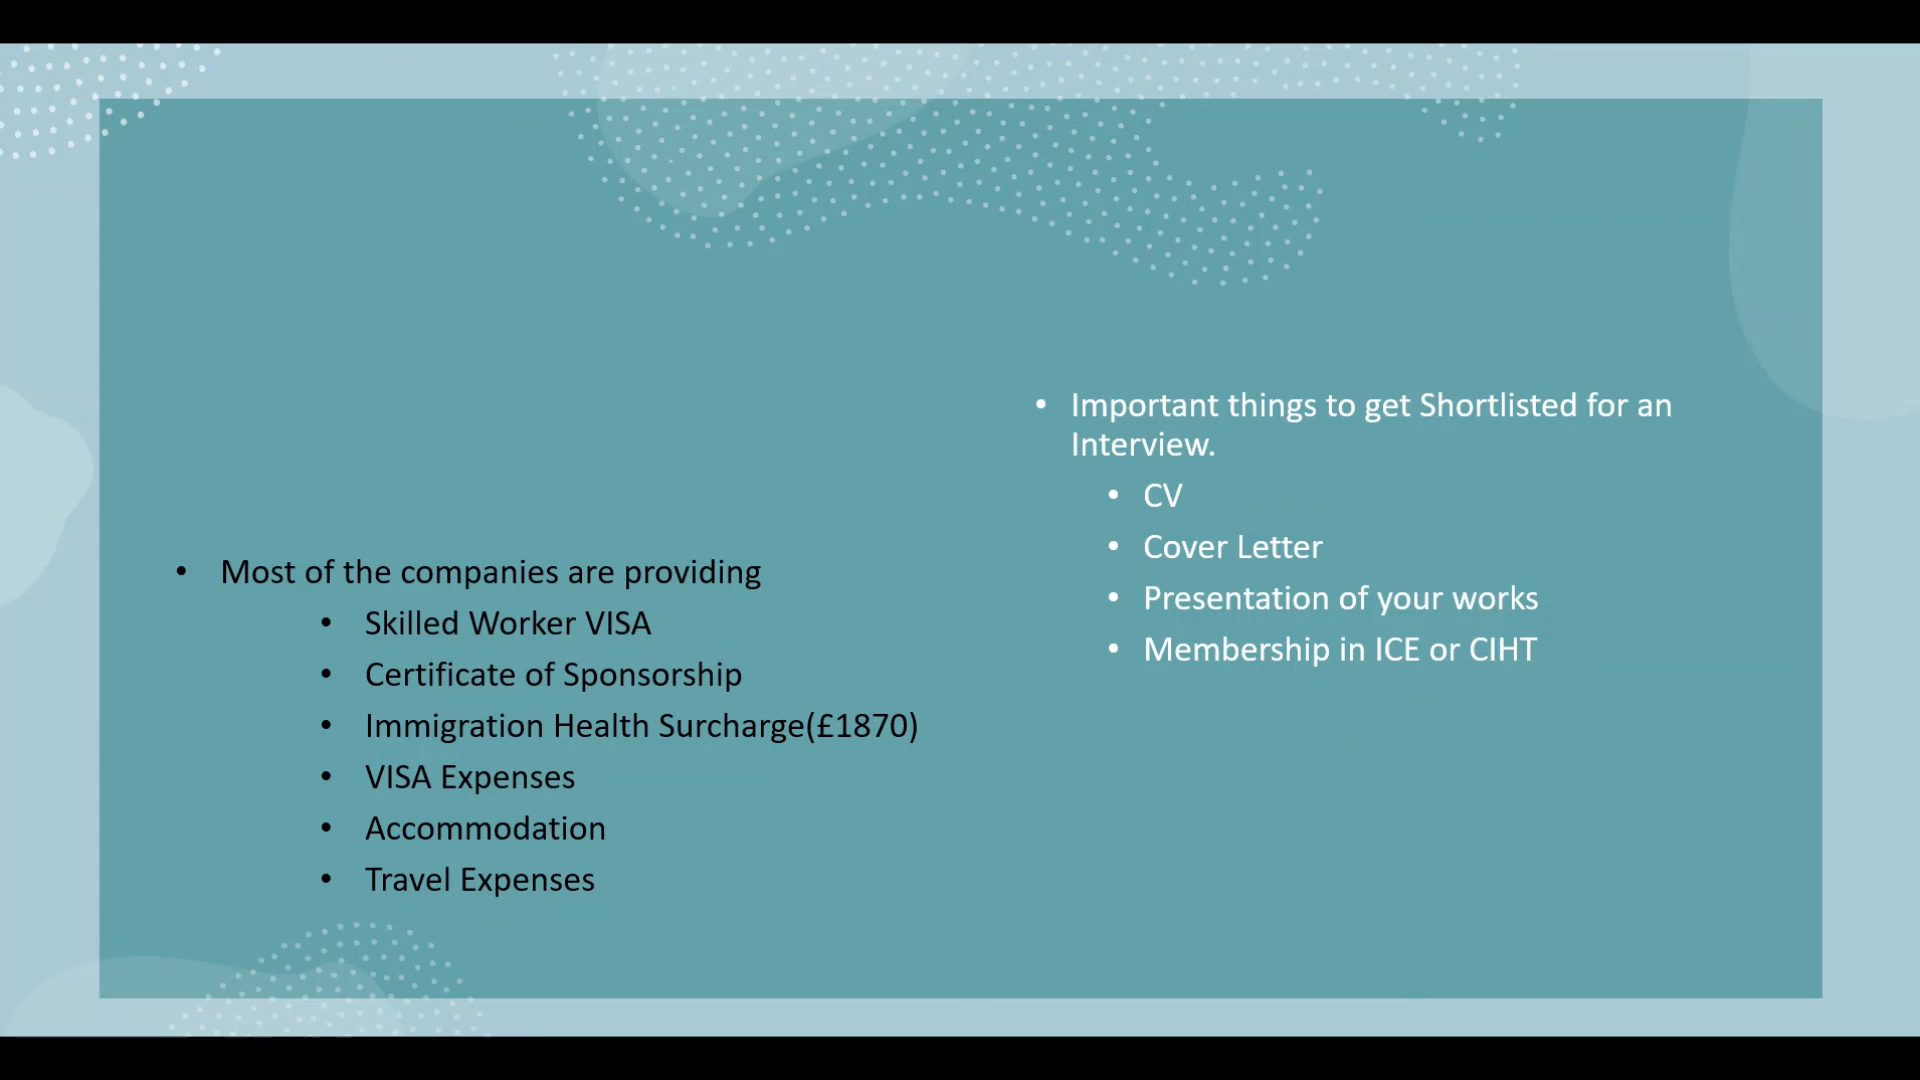 • Most of the companies are providing
• Skilled Worker VISA
• Certificate of Sponsorship
• Immigration Health Surcharge(£1870)
• VISA Expenses
• Accommodation
• Travel Expenses
• Important things to get Shortlisted for an
Interview.
• CV
• Cover Letter
• Presentation of your works
• Membership in ICE or CIHT